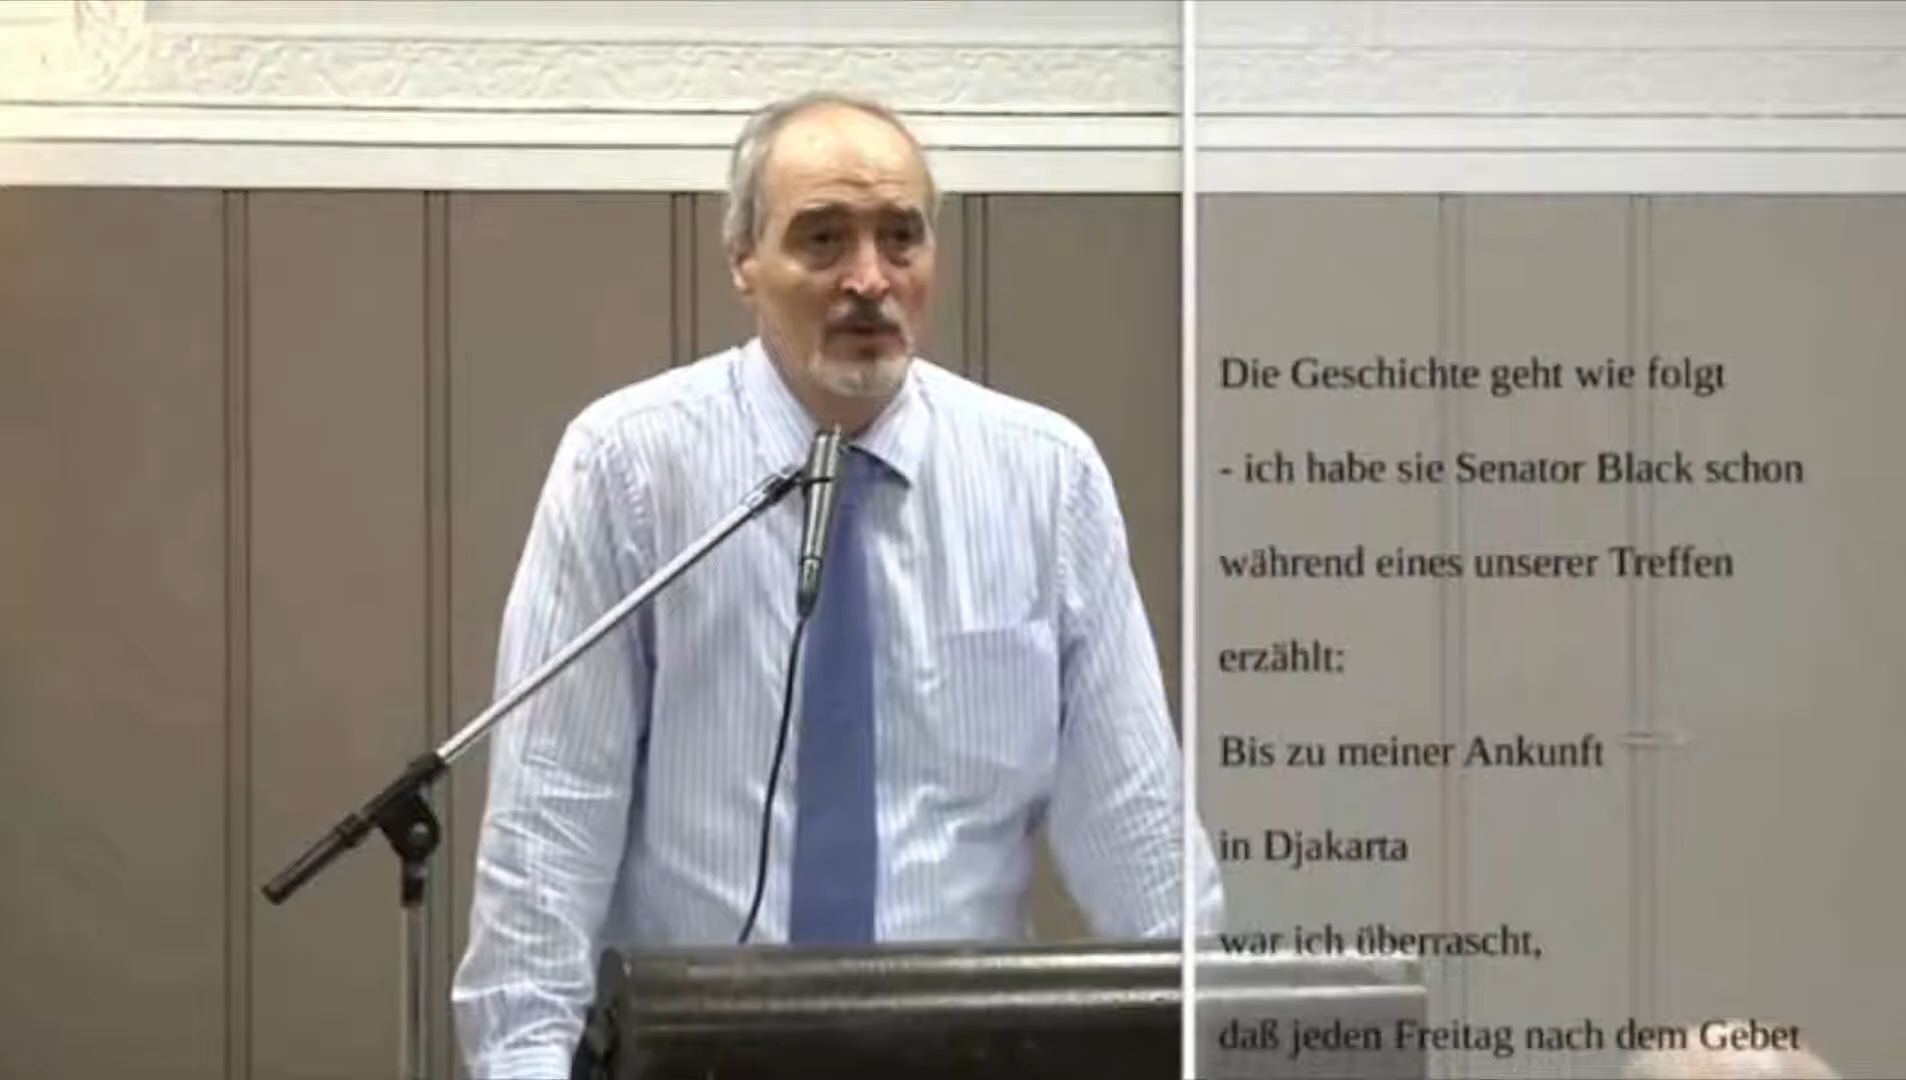 Die Geschichte geht wie folgt
- ich habe sie Senator Black schon
während eines unserer Treffen
erzählt:
Bis zu meiner Ankunft
in Djakarta
war ich überrascht,
daß jeden Freitag nach dem Gebet